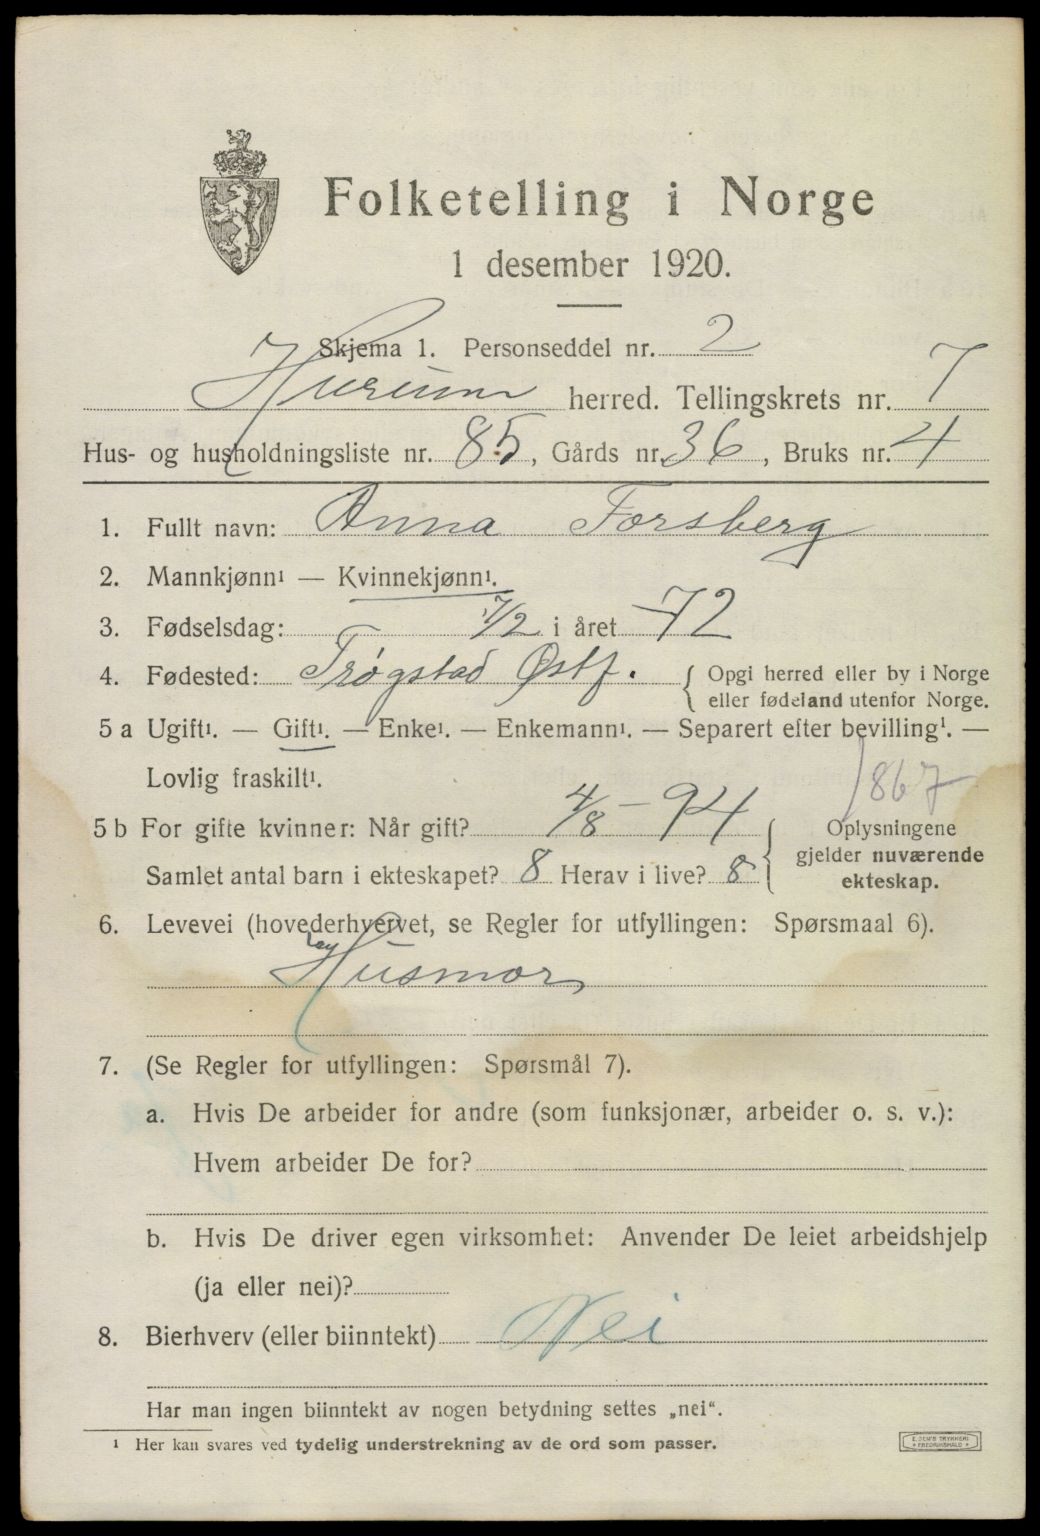 Folketelling i Norge
1 desember 1920.
Skjema 1. Personseddel nr. 2
Hurum herred. Tellingskrets nr. 7
Hus- og husholdningsliste nr. 85, Gårds nr. 36, Bruks nr. 4
1. Fullt navn: Anna Forsberg
2. Mannkjønn¹ — Kvinnekjønn¹.
3. Fødselsdag: 7/2 i året 72
4. Fødested: Trøgstad Østf. { Opgi herred eller by i Norge
eller fødeland utenfor Norge.
5 a Ugift¹. — Gift¹. — Enke¹. — Enkemann¹. — Separert efter bevilling¹. —
Lovlig fraskilt¹.
1867
5 b For gifte kvinner: Når gift? 4/8 – 94
Samlet antal barn i ekteskapet? 8 Herav i live? 8
} Oplysningene
gjelder nuværende
ekteskap.
6. Levevei (hovederhvervet, se Regler for utfyllingen: Spørsmaal 6).
Husmor
7. (Se Regler for utfyllingen: Spørsmål 7).
a. Hvis De arbeider for andre (som funksjonær, arbeider o. s. v.):
Hvem arbeider De for?
b. Hvis De driver egen virksomhet: Anvender De leiet arbeidshjelp
(ja eller nei)?
8. Bierhverv (eller biinntekt) Nei
Har man ingen biinntekt av nogen betydning settes „nei“.
¹ Her kan svares ved tydelig understrekning av de ord som passer.